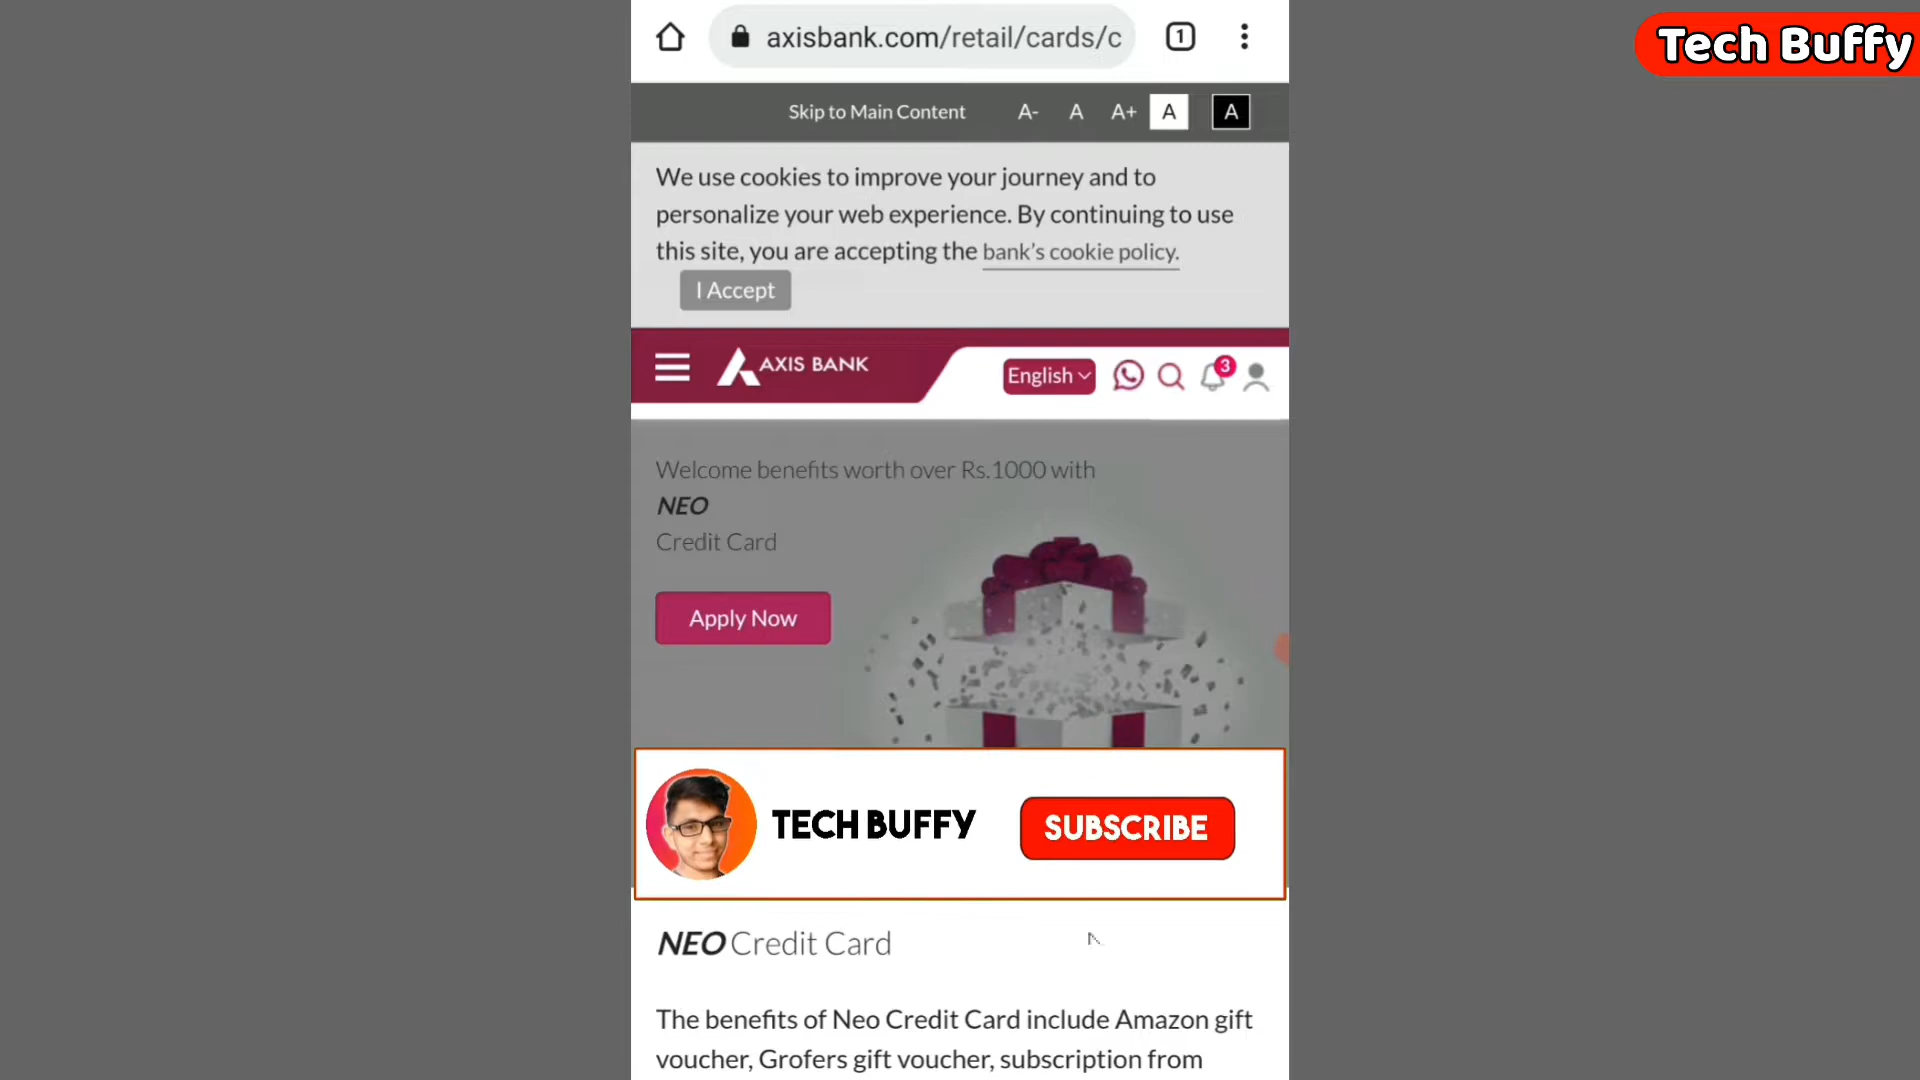 axisbank.com/retail/cards/c
1
Tech Buffy
Skip to Main Content A- A A+ A A
We use cookies to improve your journey and to
personalize your web experience. By continuing to use
this site, you are accepting the bank's cookie policy.
I Accept
AXIS BANK
English
3
Welcome benefits worth over Rs.1000 with
NEO
Credit Card
Apply Now
TECH BUFFY
SUBSCRIBE
NEO Credit Card
The benefits of Neo Credit Card include Amazon gift
voucher, Grofers gift voucher, subscription from